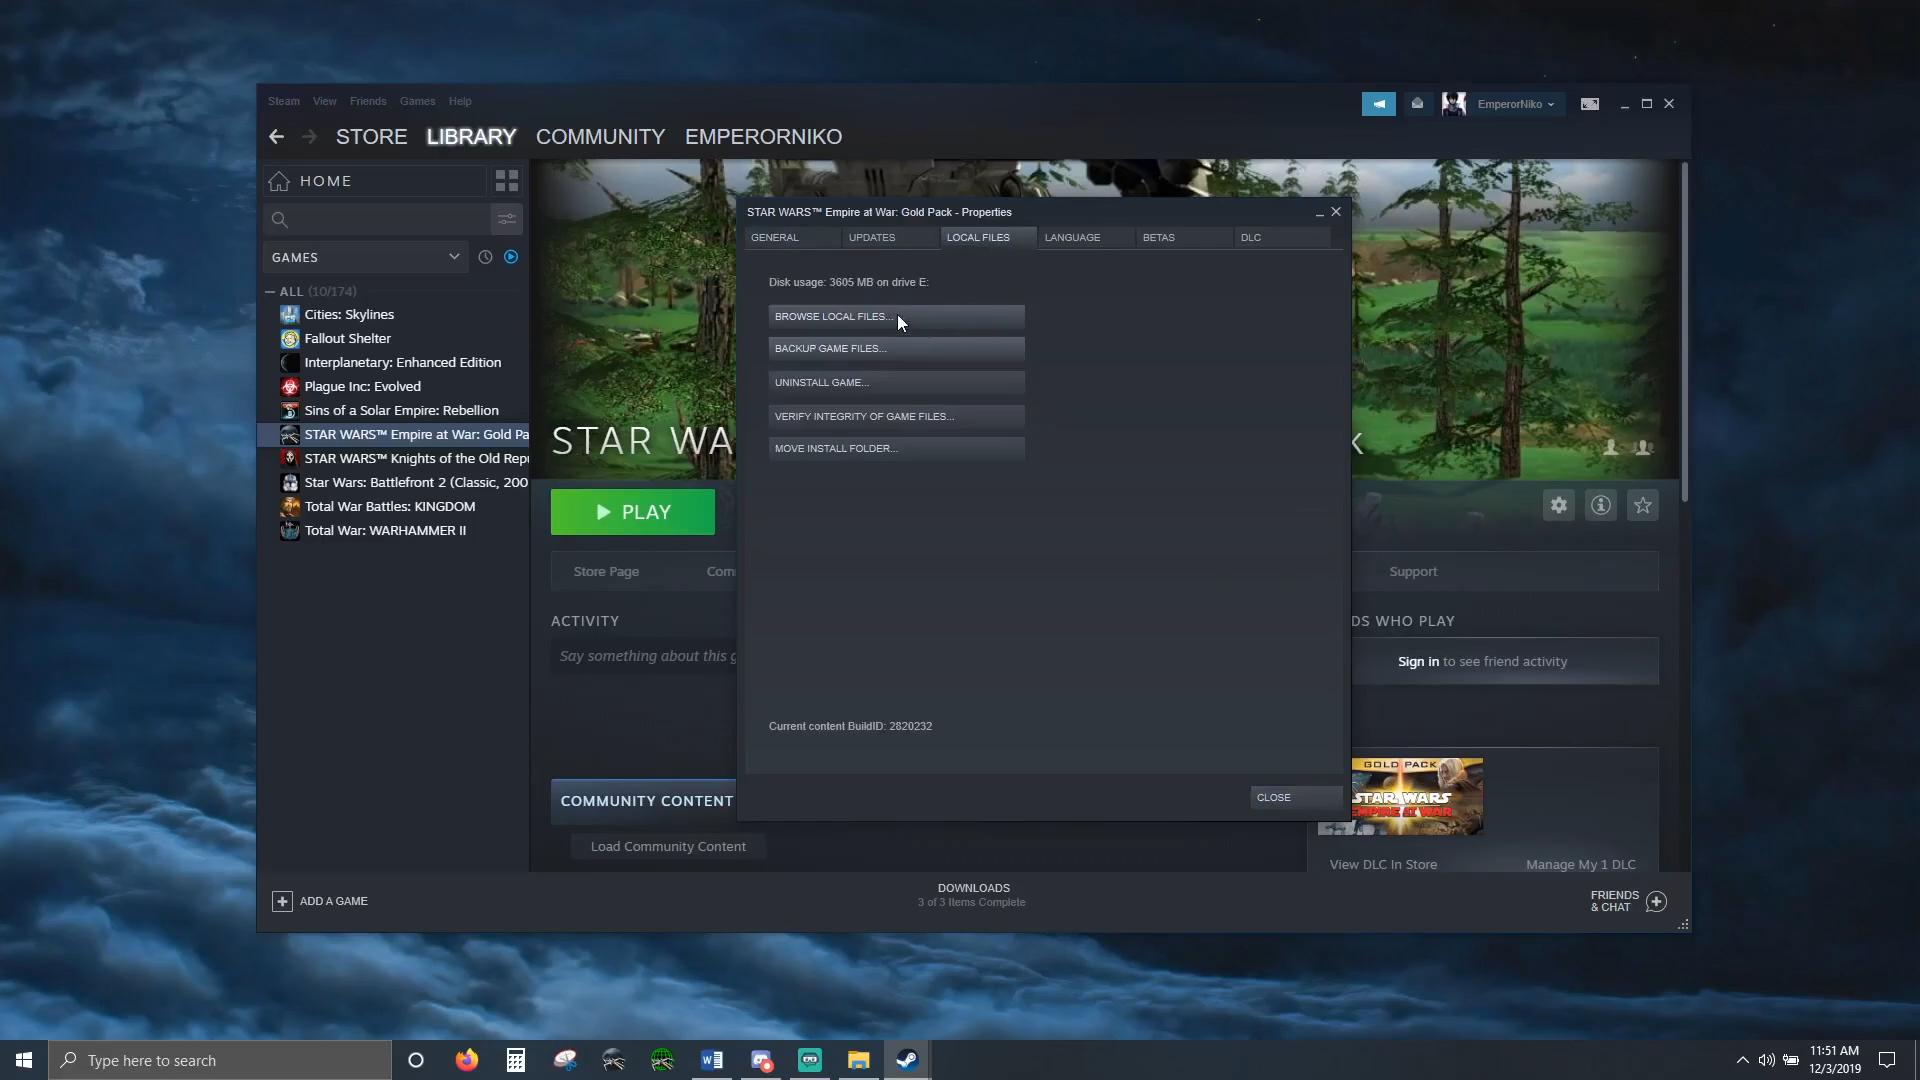 Steam View Friends Games Help
EmperorNiko
STORE LIBRARY COMMUNITY EMPERORNIKO
HOME
GAMES
ALL (10/174)
Cities: Skylines
Fallout Shelter
Interplanetary: Enhanced Edition
Plague Inc: Evolved
Sins of a Solar Empire: Rebellion
STAR WARS™ Empire at War: Gold Pa
STAR WARS™ Knights of the Old Repu
Star Wars: Battlefront 2 (Classic, 200
Total War Battles: KINGDOM
Total War: WARHAMMER II
ADD A GAME
STAR WA
K
PLAY
Store Page
Com
Support
ACTIVITY
Say something about this g
DS WHO PLAY
Sign in to see friend activity
COMMUNITY CONTENT
Load Community Content
GOLD PACK
STAR WARS
EMPIRE AT WAR
View DLC In Store
Manage My 1 DLC
STAR WARS™ Empire at War: Gold Pack - Properties
GENERAL UPDATES LOCAL FILES LANGUAGE BETAS DLC
Disk usage: 3605 MB on drive E:
BROWSE LOCAL FILES...
BACKUP GAME FILES...
UNINSTALL GAME...
VERIFY INTEGRITY OF GAME FILES...
MOVE INSTALL FOLDER...
Current content BuildID: 2820232
CLOSE
DOWNLOADS
3 of 3 Items Complete
FRIENDS
& CHAT
Type here to search
11:51 AM
12/3/2019